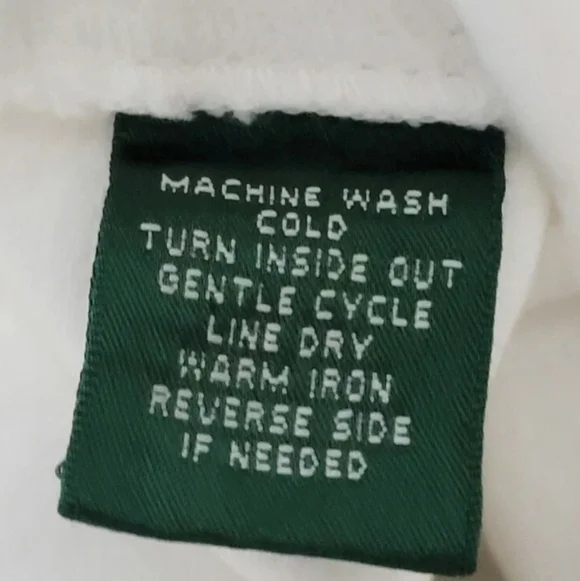 MACHINE WASH
COLD
TURN INSIDE OUT
GENTLE CYCLE
LINE DRY
WARM IRON
REVERSE SIDE
IF NEEDED